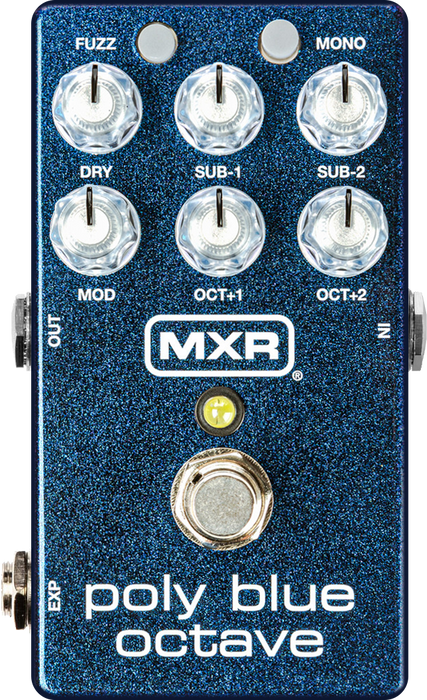 FUZZ MONO
DRY SUB-1 SUB-2
MOD OCT+1 OCT+2
OUT IN
MXR®
EXP
poly blue
octave